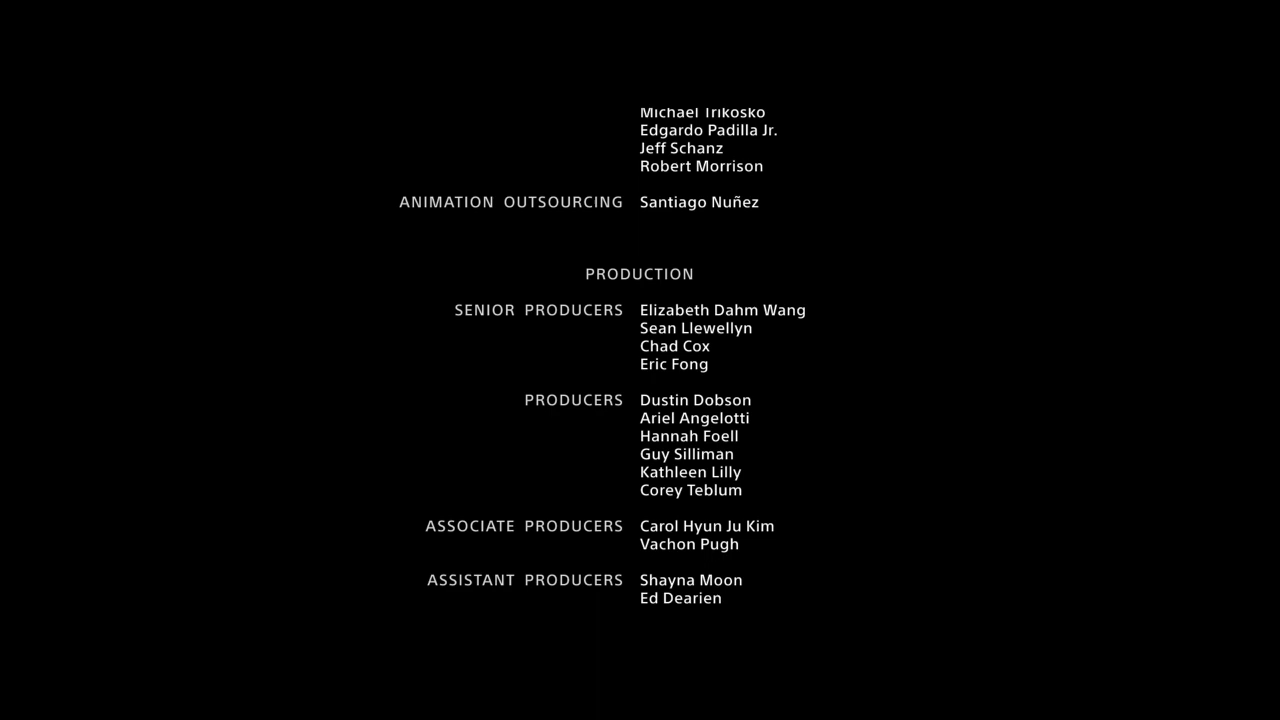 Michael Trikosko
Edgardo Padilla Jr.
Jeff Schanz
Robert Morrison
ANIMATION OUTSOURCING Santiago Nuñez
PRODUCTION
SENIOR PRODUCERS Elizabeth Dahm Wang
Sean Llewellyn
Chad Cox
Eric Fong
PRODUCERS Dustin Dobson
Ariel Angelotti
Hannah Foell
Guy Silliman
Kathleen Lilly
Corey Teblum
ASSOCIATE PRODUCERS Carol Hyun Ju Kim
Vachon Pugh
ASSISTANT PRODUCERS Shayna Moon
Ed Dearien